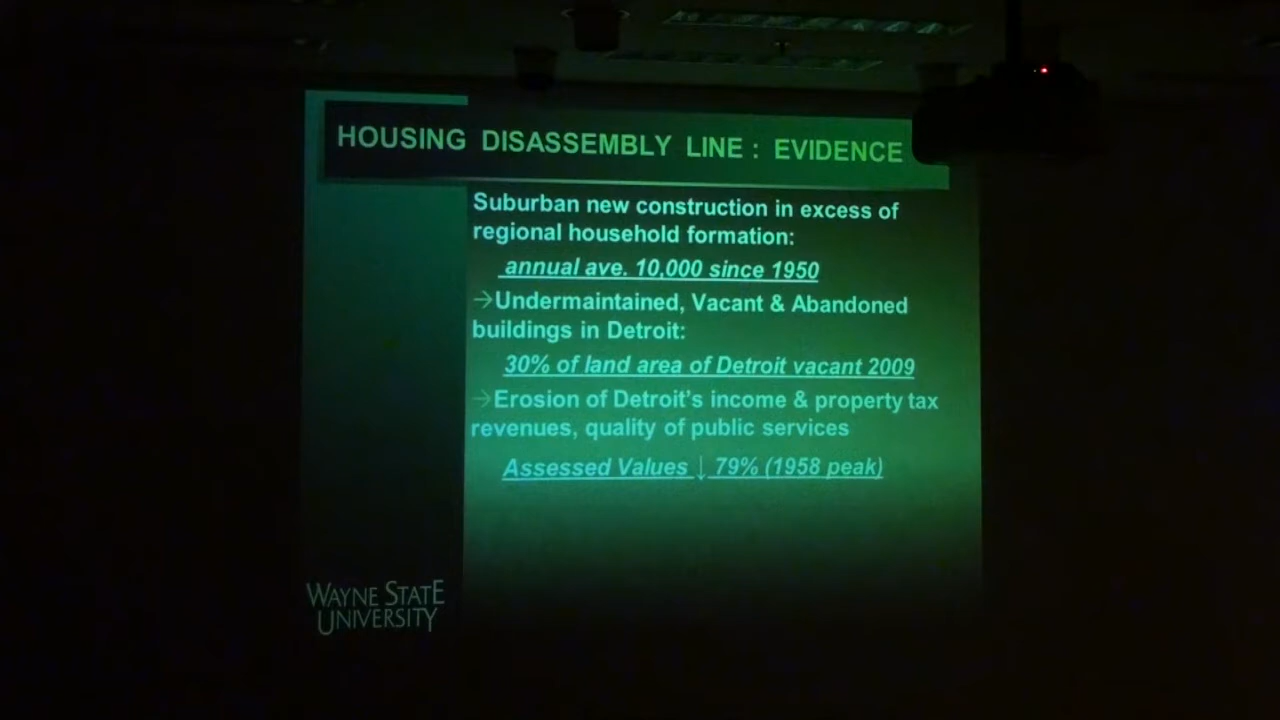 HOUSING DISASSEMBLY LINE : EVIDENCE
Suburban new construction in excess of
regional household formation:
annual ave. 10,000 since 1950
→Undermaintained, Vacant & Abandoned
buildings in Detroit:
30% of land area of Detroit vacant 2009
→Erosion of Detroit's income & property tax
revenues, quality of public services
Assessed Values ↓ 79% (1958 peak)
WAYNE STATE
UNIVERSITY